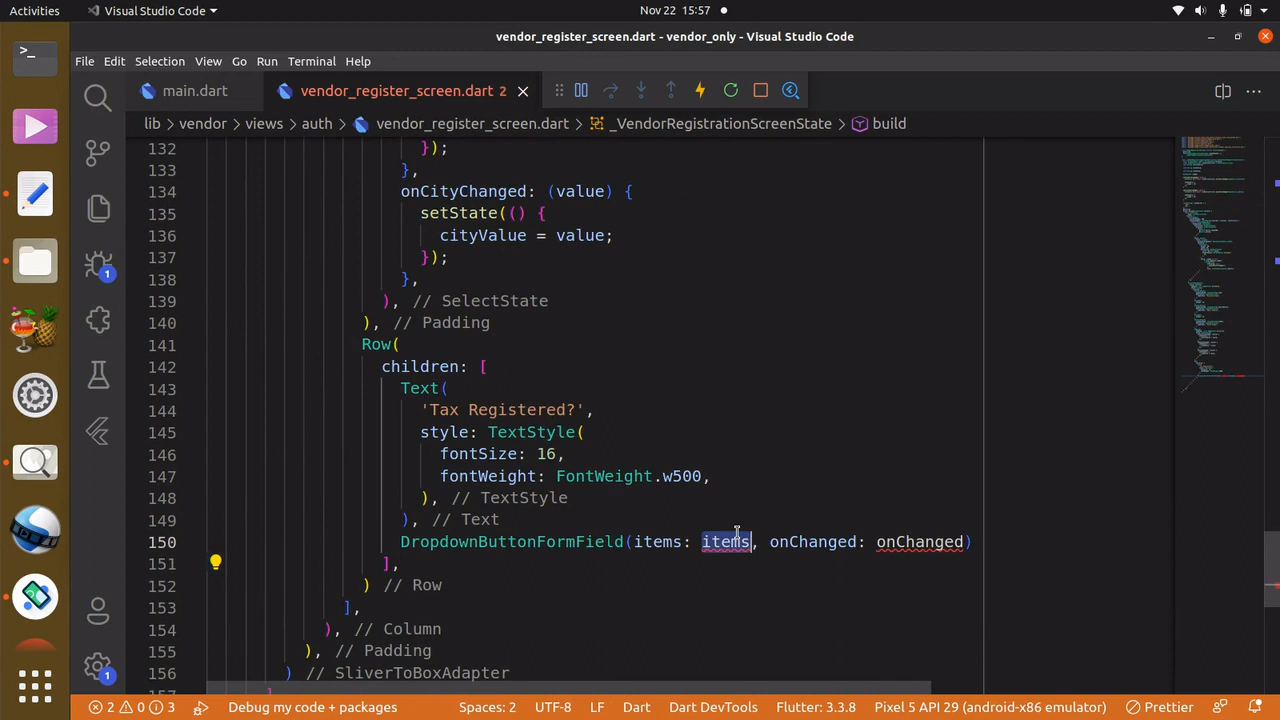 Activities
Visual Studio Code
Nov 22 15:57
vendor_register_screen.dart - vendor_only - Visual Studio Code
File Edit Selection View Go Run Terminal Help
main.dart
vendor_register_screen.dart 2
lib > vendor > views > auth > vendor_register_screen.dart > _VendorRegistrationScreenState > build
132 });
133 },
134 onCityChanged: (value) {
135 setState(() {
136 cityValue = value;
137 });
138 },
139 ), // SelectState
140 ), // Padding
141 Row(
142 children: [
143 Text(
144 'Tax Registered?',
145 style: TextStyle(
146 fontSize: 16,
147 fontWeight: FontWeight.w500,
148 ), // TextStyle
149 ), // Text
150 DropdownButtonFormField(items: items, onChanged: onChanged)
151 ],
152 ) // Row
153 ],
154 ), // Column
155 ), // Padding
156 ) // SliverToBoxAdapter
157 ]
1
1
2 0 3 Debug my code + packages Spaces: 2 UTF-8 LF Dart Dart DevTools Flutter: 3.3.8 Pixel 5 API 29 (android-x86 emulator) Prettier